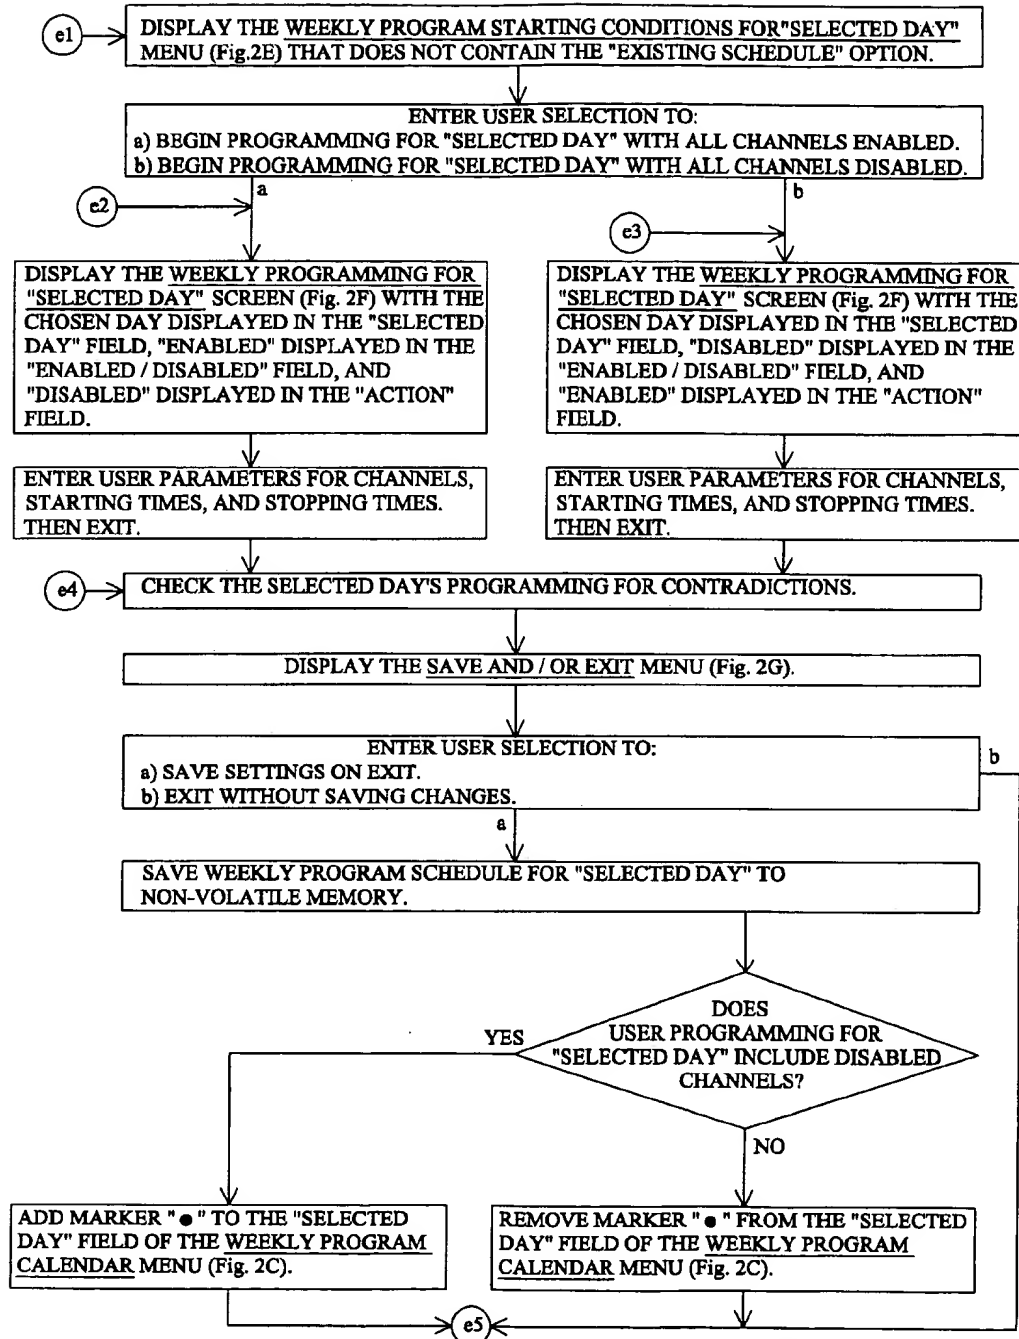 e1
DISPLAY THE WEEKLY PROGRAM STARTING CONDITIONS FOR"SELECTED DAY"
MENU (Fig.2E) THAT DOES NOT CONTAIN THE "EXISTING SCHEDULE" OPTION.
ENTER USER SELECTION TO:
a) BEGIN PROGRAMMING FOR "SELECTED DAY" WITH ALL CHANNELS ENABLED.
b) BEGIN PROGRAMMING FOR "SELECTED DAY" WITH ALL CHANNELS DISABLED.
a
b
e2
e3
DISPLAY THE WEEKLY PROGRAMMING FOR
"SELECTED DAY" SCREEN (Fig. 2F) WITH THE
CHOSEN DAY DISPLAYED IN THE "SELECTED
DAY" FIELD, "ENABLED" DISPLAYED IN THE
"ENABLED / DISABLED" FIELD, AND
"DISABLED" DISPLAYED IN THE "ACTION"
FIELD.
DISPLAY THE WEEKLY PROGRAMMING FOR
"SELECTED DAY" SCREEN (Fig. 2F) WITH THE
CHOSEN DAY DISPLAYED IN THE "SELECTED
DAY" FIELD, "DISABLED" DISPLAYED IN THE
"ENABLED / DISABLED" FIELD, AND
"ENABLED" DISPLAYED IN THE "ACTION"
FIELD.
ENTER USER PARAMETERS FOR CHANNELS,
STARTING TIMES, AND STOPPING TIMES.
THEN EXIT.
ENTER USER PARAMETERS FOR CHANNELS,
STARTING TIMES, AND STOPPING TIMES.
THEN EXIT.
e4
CHECK THE SELECTED DAY'S PROGRAMMING FOR CONTRADICTIONS.
DISPLAY THE SAVE AND / OR EXIT MENU (Fig. 2G).
ENTER USER SELECTION TO:
a) SAVE SETTINGS ON EXIT.
b) EXIT WITHOUT SAVING CHANGES.
b
a
SAVE WEEKLY PROGRAM SCHEDULE FOR "SELECTED DAY" TO
NON-VOLATILE MEMORY.
DOES
USER PROGRAMMING FOR
"SELECTED DAY" INCLUDE DISABLED
CHANNELS?
YES
NO
ADD MARKER " ● " TO THE "SELECTED
DAY" FIELD OF THE WEEKLY PROGRAM
CALENDAR MENU (Fig. 2C).
REMOVE MARKER " ● " FROM THE "SELECTED
DAY" FIELD OF THE WEEKLY PROGRAM
CALENDAR MENU (Fig. 2C).
e5